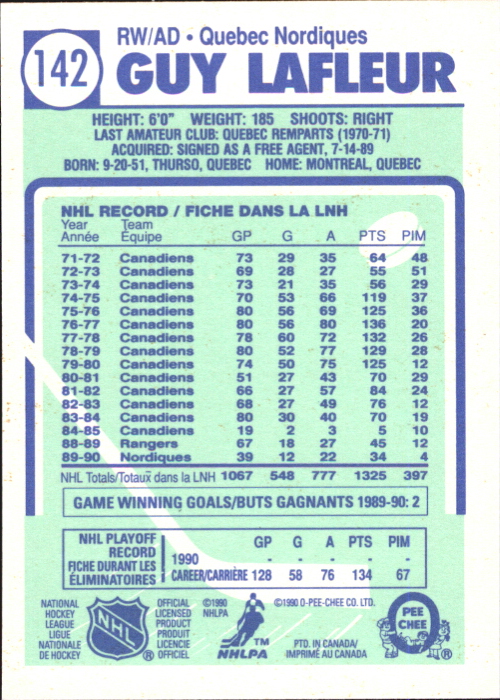 142
RW/AD • Quebec Nordiques
GUY LAFLEUR
HEIGHT: 6'0" WEIGHT: 185 SHOOTS: RIGHT
LAST AMATEUR CLUB: QUEBEC REMPARTS (1970-71)
ACQUIRED: SIGNED AS A FREE AGENT, 7-14-89
BORN: 9-20-51, THURSO, QUEBEC HOME: MONTREAL, QUEBEC
NHL RECORD / FICHE DANS LA LNH
Year Team
Année Équipe GP G A PTS PIM
71-72 Canadiens 73 29 35 64 48
72-73 Canadiens 69 28 27 55 51
73-74 Canadiens 73 21 35 56 29
74-75 Canadiens 70 53 66 119 37
75-76 Canadiens 80 56 69 125 36
76-77 Canadiens 80 56 80 136 20
77-78 Canadiens 78 60 72 132 26
78-79 Canadiens 80 52 77 129 28
79-80 Canadiens 74 50 75 125 12
80-81 Canadiens 51 27 43 70 29
81-82 Canadiens 66 27 57 84 24
82-83 Canadiens 68 27 49 76 12
83-84 Canadiens 80 30 40 70 19
84-85 Canadiens 19 2 3 5 10
88-89 Rangers 67 18 27 45 12
89-90 Nordiques 39 12 22 34 4
NHL Totals/Totaux dans la LNH 1067 548 777 1325 397
GAME WINNING GOALS/BUTS GAGNANTS 1989-90: 2
NHL PLAYOFF
RECORD
FICHE DURANT LES
ÉLIMINATOIRES
GP G A PTS PIM
1990 - - - - -
CAREER/CARRIÈRE 128 58 76 134 67
NATIONAL
HOCKEY
LEAGUE
LIGUE
NATIONALE
DE HOCKEY
NHL
®
OFFICIAL
LICENSED
PRODUCT
PRODUIT
LICENCIÉ
OFFICIEL
©1990
NHLPA
TM
NHLPA
©1990 O-PEE-CHEE CO. LTD.
PTD. IN CANADA/
IMPRIMÉ AU CANADA
O PEE CHEE
®